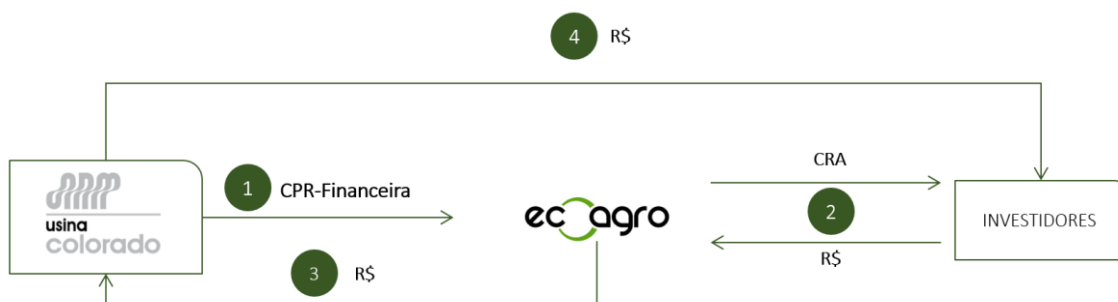 4 R$
CRA
1 CPR-Financeira
usina
colorado
ecoagro
2
INVESTIDORES
R$
3 R$